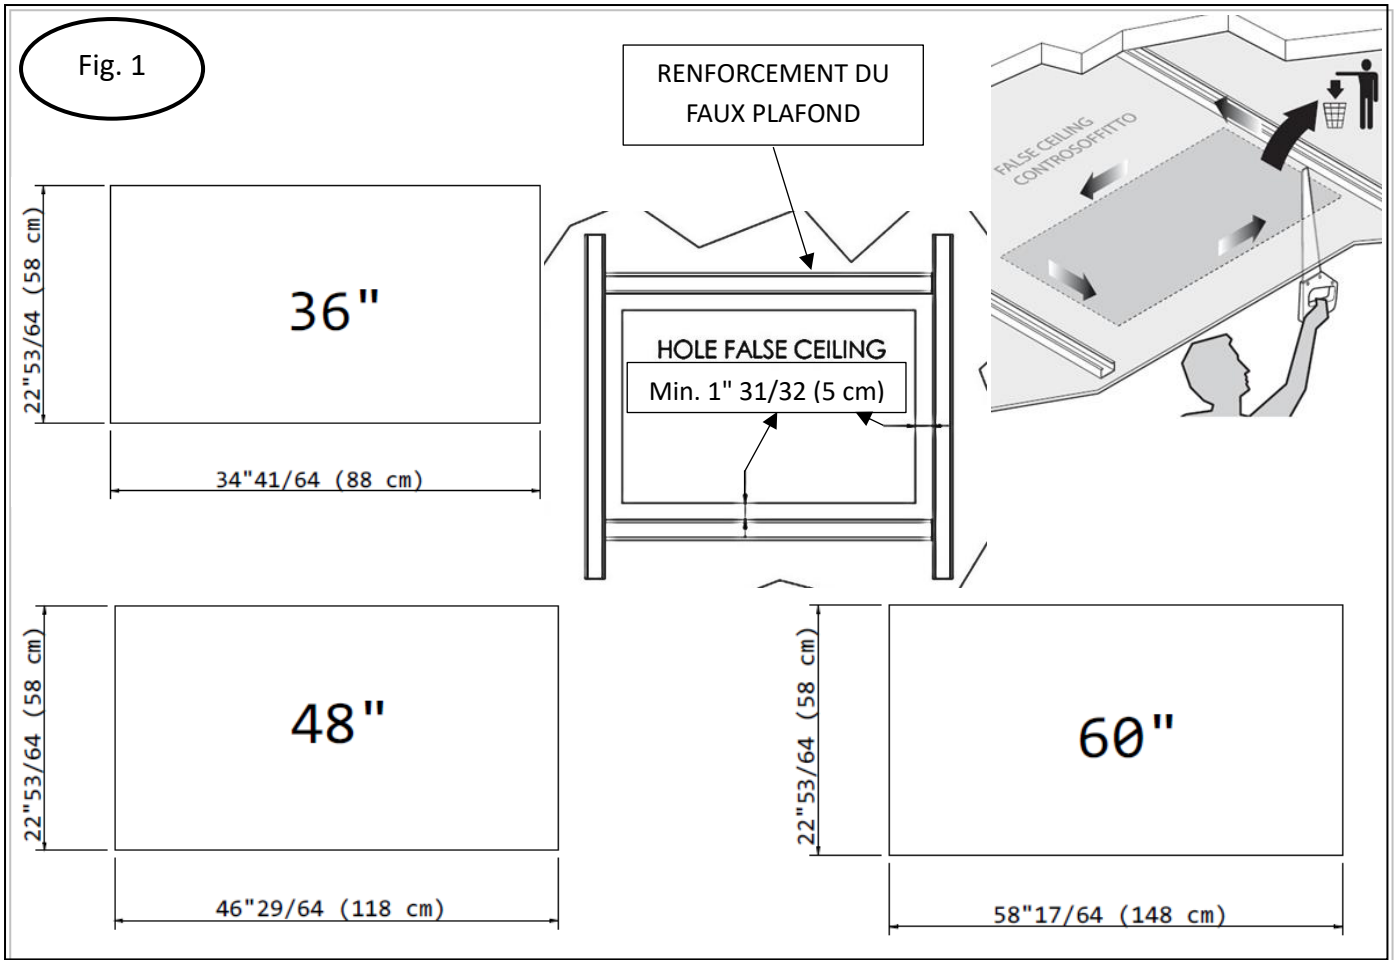 Fig. 1
RENFORCEMENT DU
FAUX PLAFOND
FALSE CEILING
CONTROSOFFITTO
22"53/64 (58 cm)
36"
34"41/64 (88 cm)
HOLE FALSE CEILING
Min. 1" 31/32 (5 cm)
22"53/64 (58 cm)
48"
46"29/64 (118 cm)
22"53/64 (58 cm)
60"
58"17/64 (148 cm)